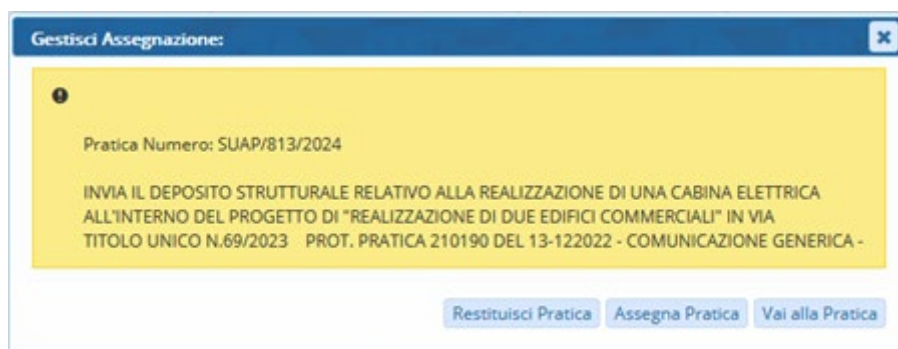 Gestisci Assegnazione:
Pratica Numero: SUAP/813/2024
INVIA IL DEPOSITO STRUTTURALE RELATIVO ALLA REALIZZAZIONE DI UNA CABINA ELETTRICA
ALL'INTERNO DEL PROGETTO DI "REALIZZAZIONE DI DUE EDIFICI COMMERCIALI" IN VIA
TITOLO UNICO N.69/2023 PROT. PRATICA 210190 DEL 13-122022 - COMUNICAZIONE GENERICA -
Restituisci Pratica Assegna Pratica Vai alla Pratica